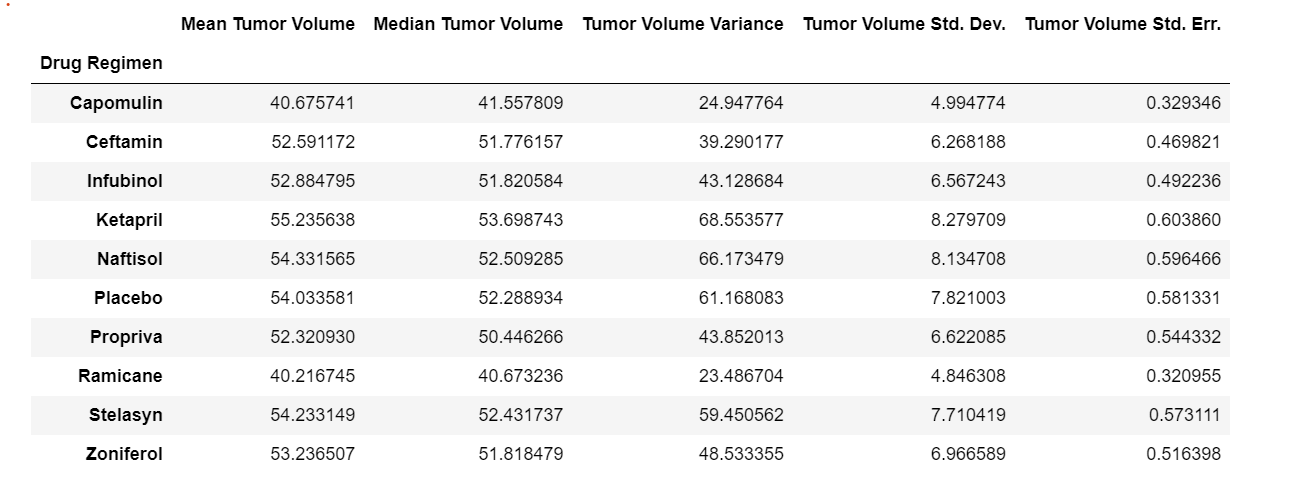 Mean Tumor Volume Median Tumor Volume Tumor Volume Variance Tumor Volume Std. Dev. Tumor Volume Std. Err.
Drug Regimen
Capomulin 40.675741 41.557809 24.947764 4.994774 0.329346
Ceftamin 52.591172 51.776157 39.290177 6.268188 0.469821
Infubinol 52.884795 51.820584 43.128684 6.567243 0.492236
Ketapril 55.235638 53.698743 68.553577 8.279709 0.603860
Naftisol 54.331565 52.509285 66.173479 8.134708 0.596466
Placebo 54.033581 52.288934 61.168083 7.821003 0.581331
Propriva 52.320930 50.446266 43.852013 6.622085 0.544332
Ramicane 40.216745 40.673236 23.486704 4.846308 0.320955
Stelasyn 54.233149 52.431737 59.450562 7.710419 0.573111
Zoniferol 53.236507 51.818479 48.533355 6.966589 0.516398